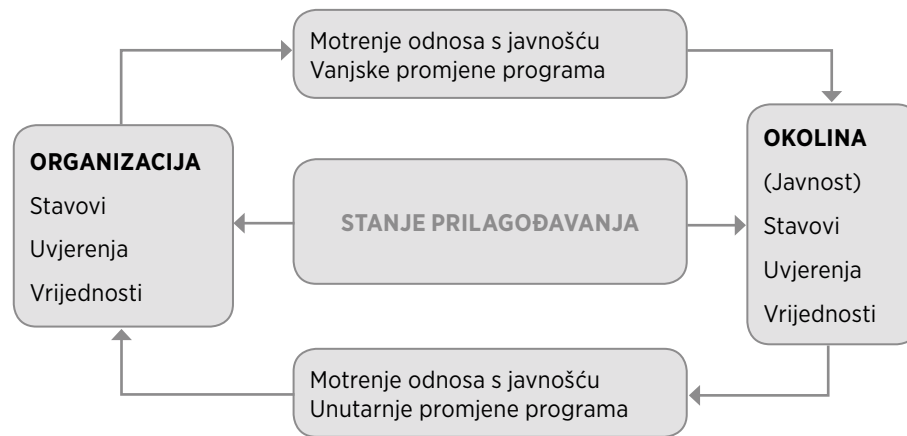 Motrenje odnosa s javnošću
Vanjske promjene programa
ORGANIZACIJA
Stavovi
Uvjerenja
Vrijednosti
STANJE PRILAGOĐAVANJA
OKOLINA
(Javnost)
Stavovi
Uvjerenja
Vrijednosti
Motrenje odnosa s javnošću
Unutarnje promjene programa